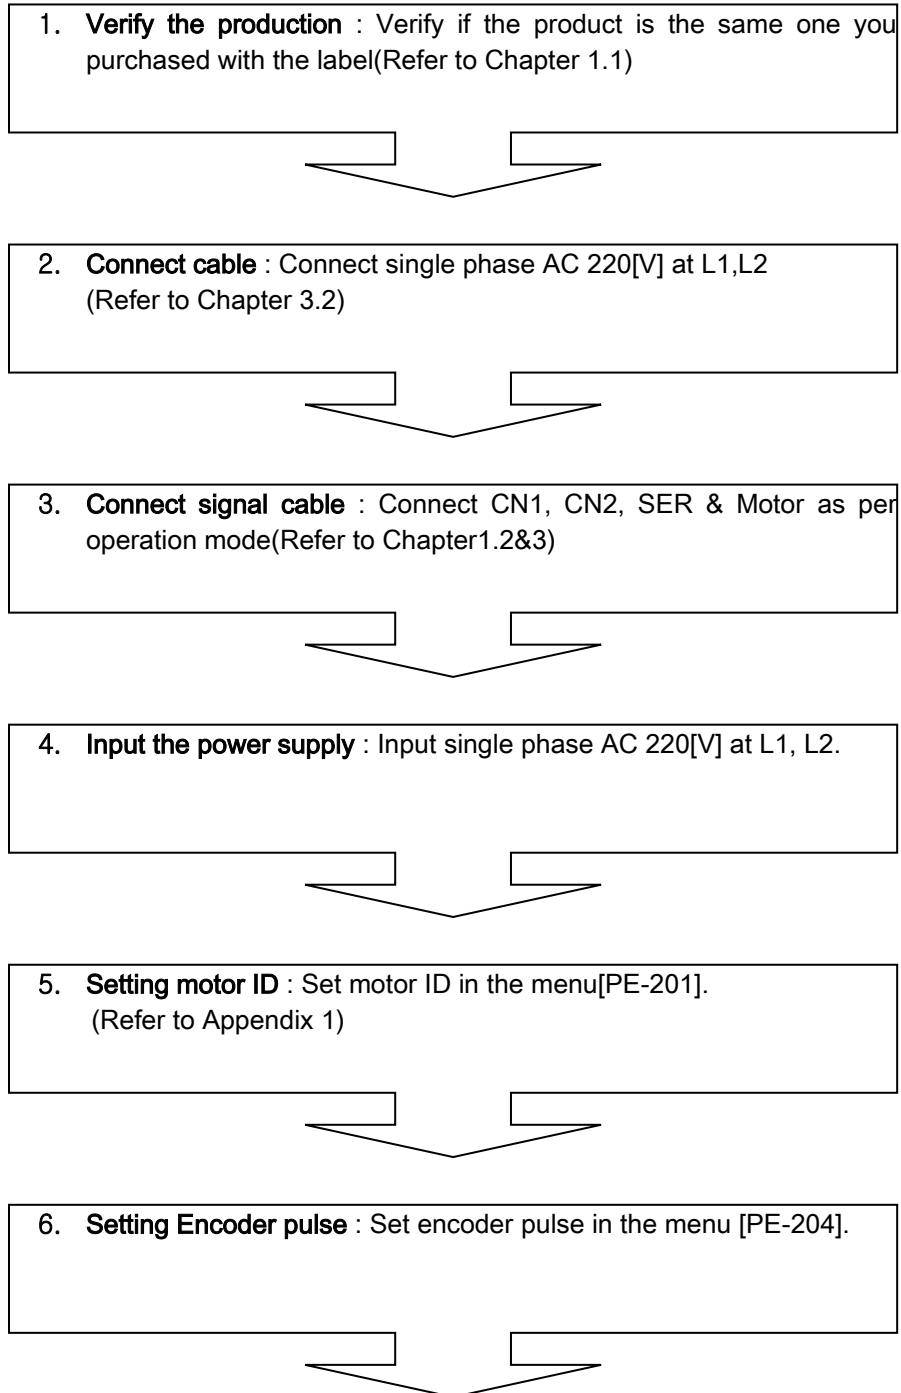 1. Verify the production : Verify if the product is the same one you
purchased with the label(Refer to Chapter 1.1)
2. Connect cable : Connect single phase AC 220[V] at L1,L2
(Refer to Chapter 3.2)
3. Connect signal cable : Connect CN1, CN2, SER & Motor as per
operation mode(Refer to Chapter1.2&3)
4. Input the power supply : Input single phase AC 220[V] at L1, L2.
5. Setting motor ID : Set motor ID in the menu[PE-201].
(Refer to Appendix 1)
6. Setting Encoder pulse : Set encoder pulse in the menu [PE-204].